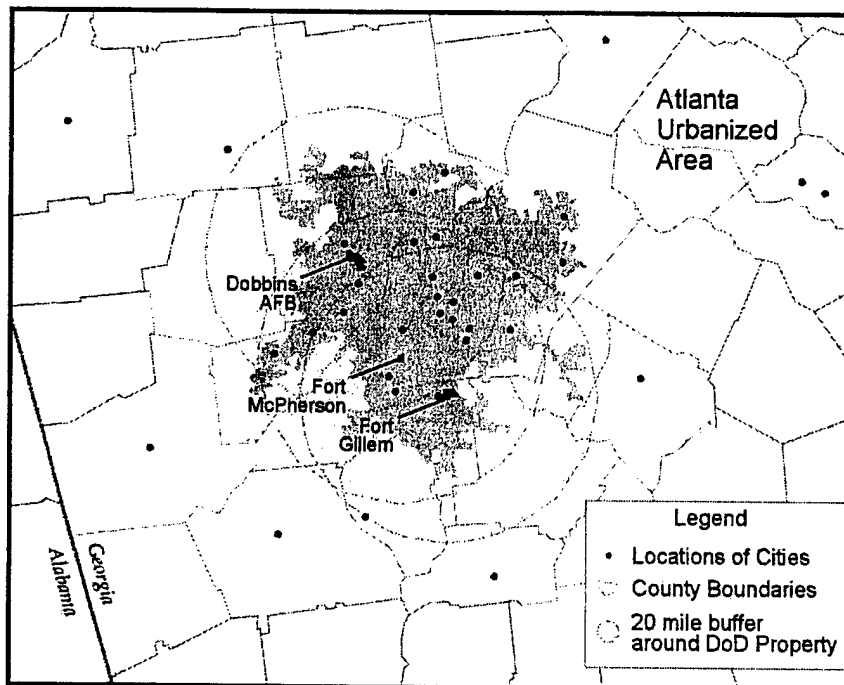 Atlanta
Urbanized
Area
Dobbins
AFB
Fort
McPherson
Fort
Gillem
Georgia
Alabama
Legend
Locations of Cities
County Boundaries
20 mile buffer
around DoD Property